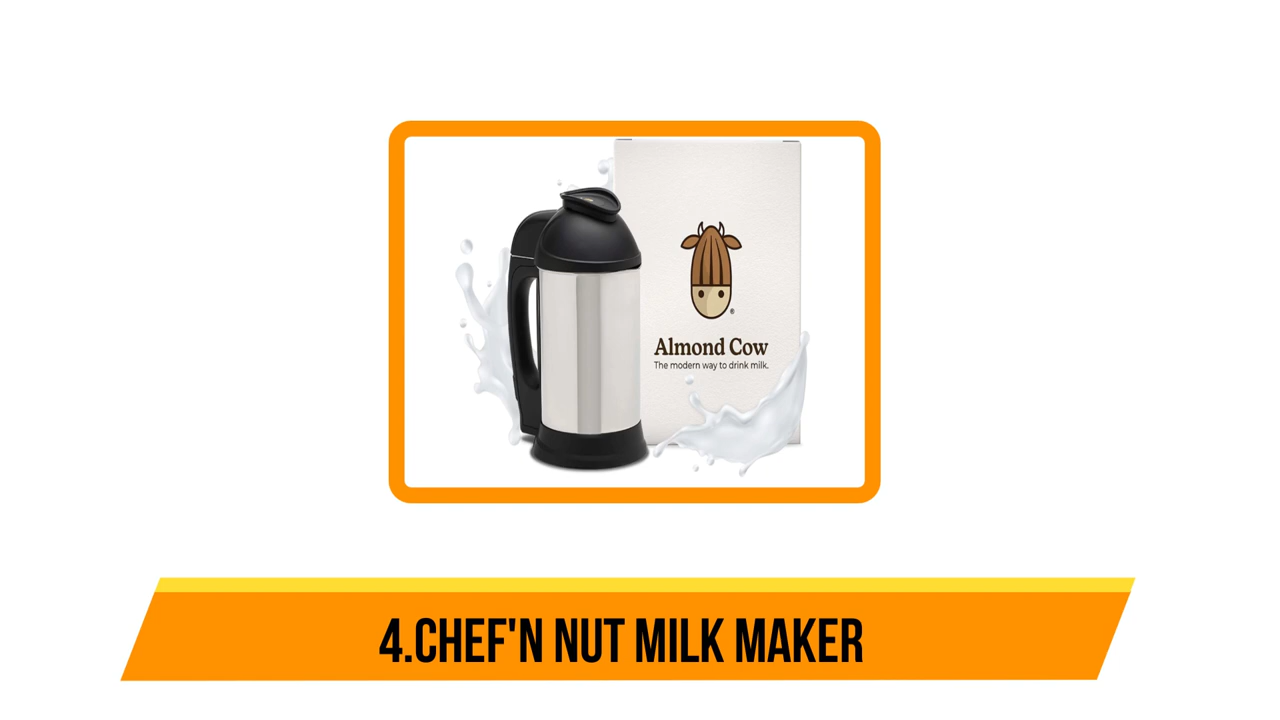 Almond Cow
The modern way to drink milk.
4.CHEF'N NUT MILK MAKER